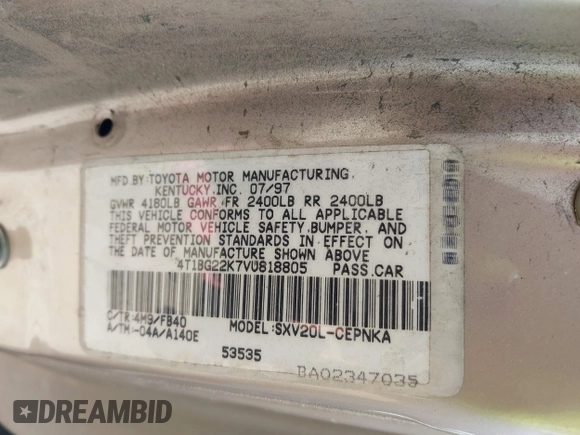 MFD.BY TOYOTA MOTOR MANUFACTURING,
KENTUCKY,INC. 07/97
GVWR 4180LB GAWR FR 2400LB RR 2400LB
THIS VEHICLE CONFORMS TO ALL APPLICABLE
FEDERAL MOTOR VEHICLE SAFETY,BUMPER, AND
THEFT PREVENTION STANDARDS IN EFFECT ON
THE DATE OF MANUFACTURE SHOWN ABOVE
4T1BG22K7VU818805 PASS.CAR
C/TR:4M9/FB40
A/TM:-04A/A140E
MODEL:SXV20L-CEPNKA
53535
BA02347035
DREAMBID